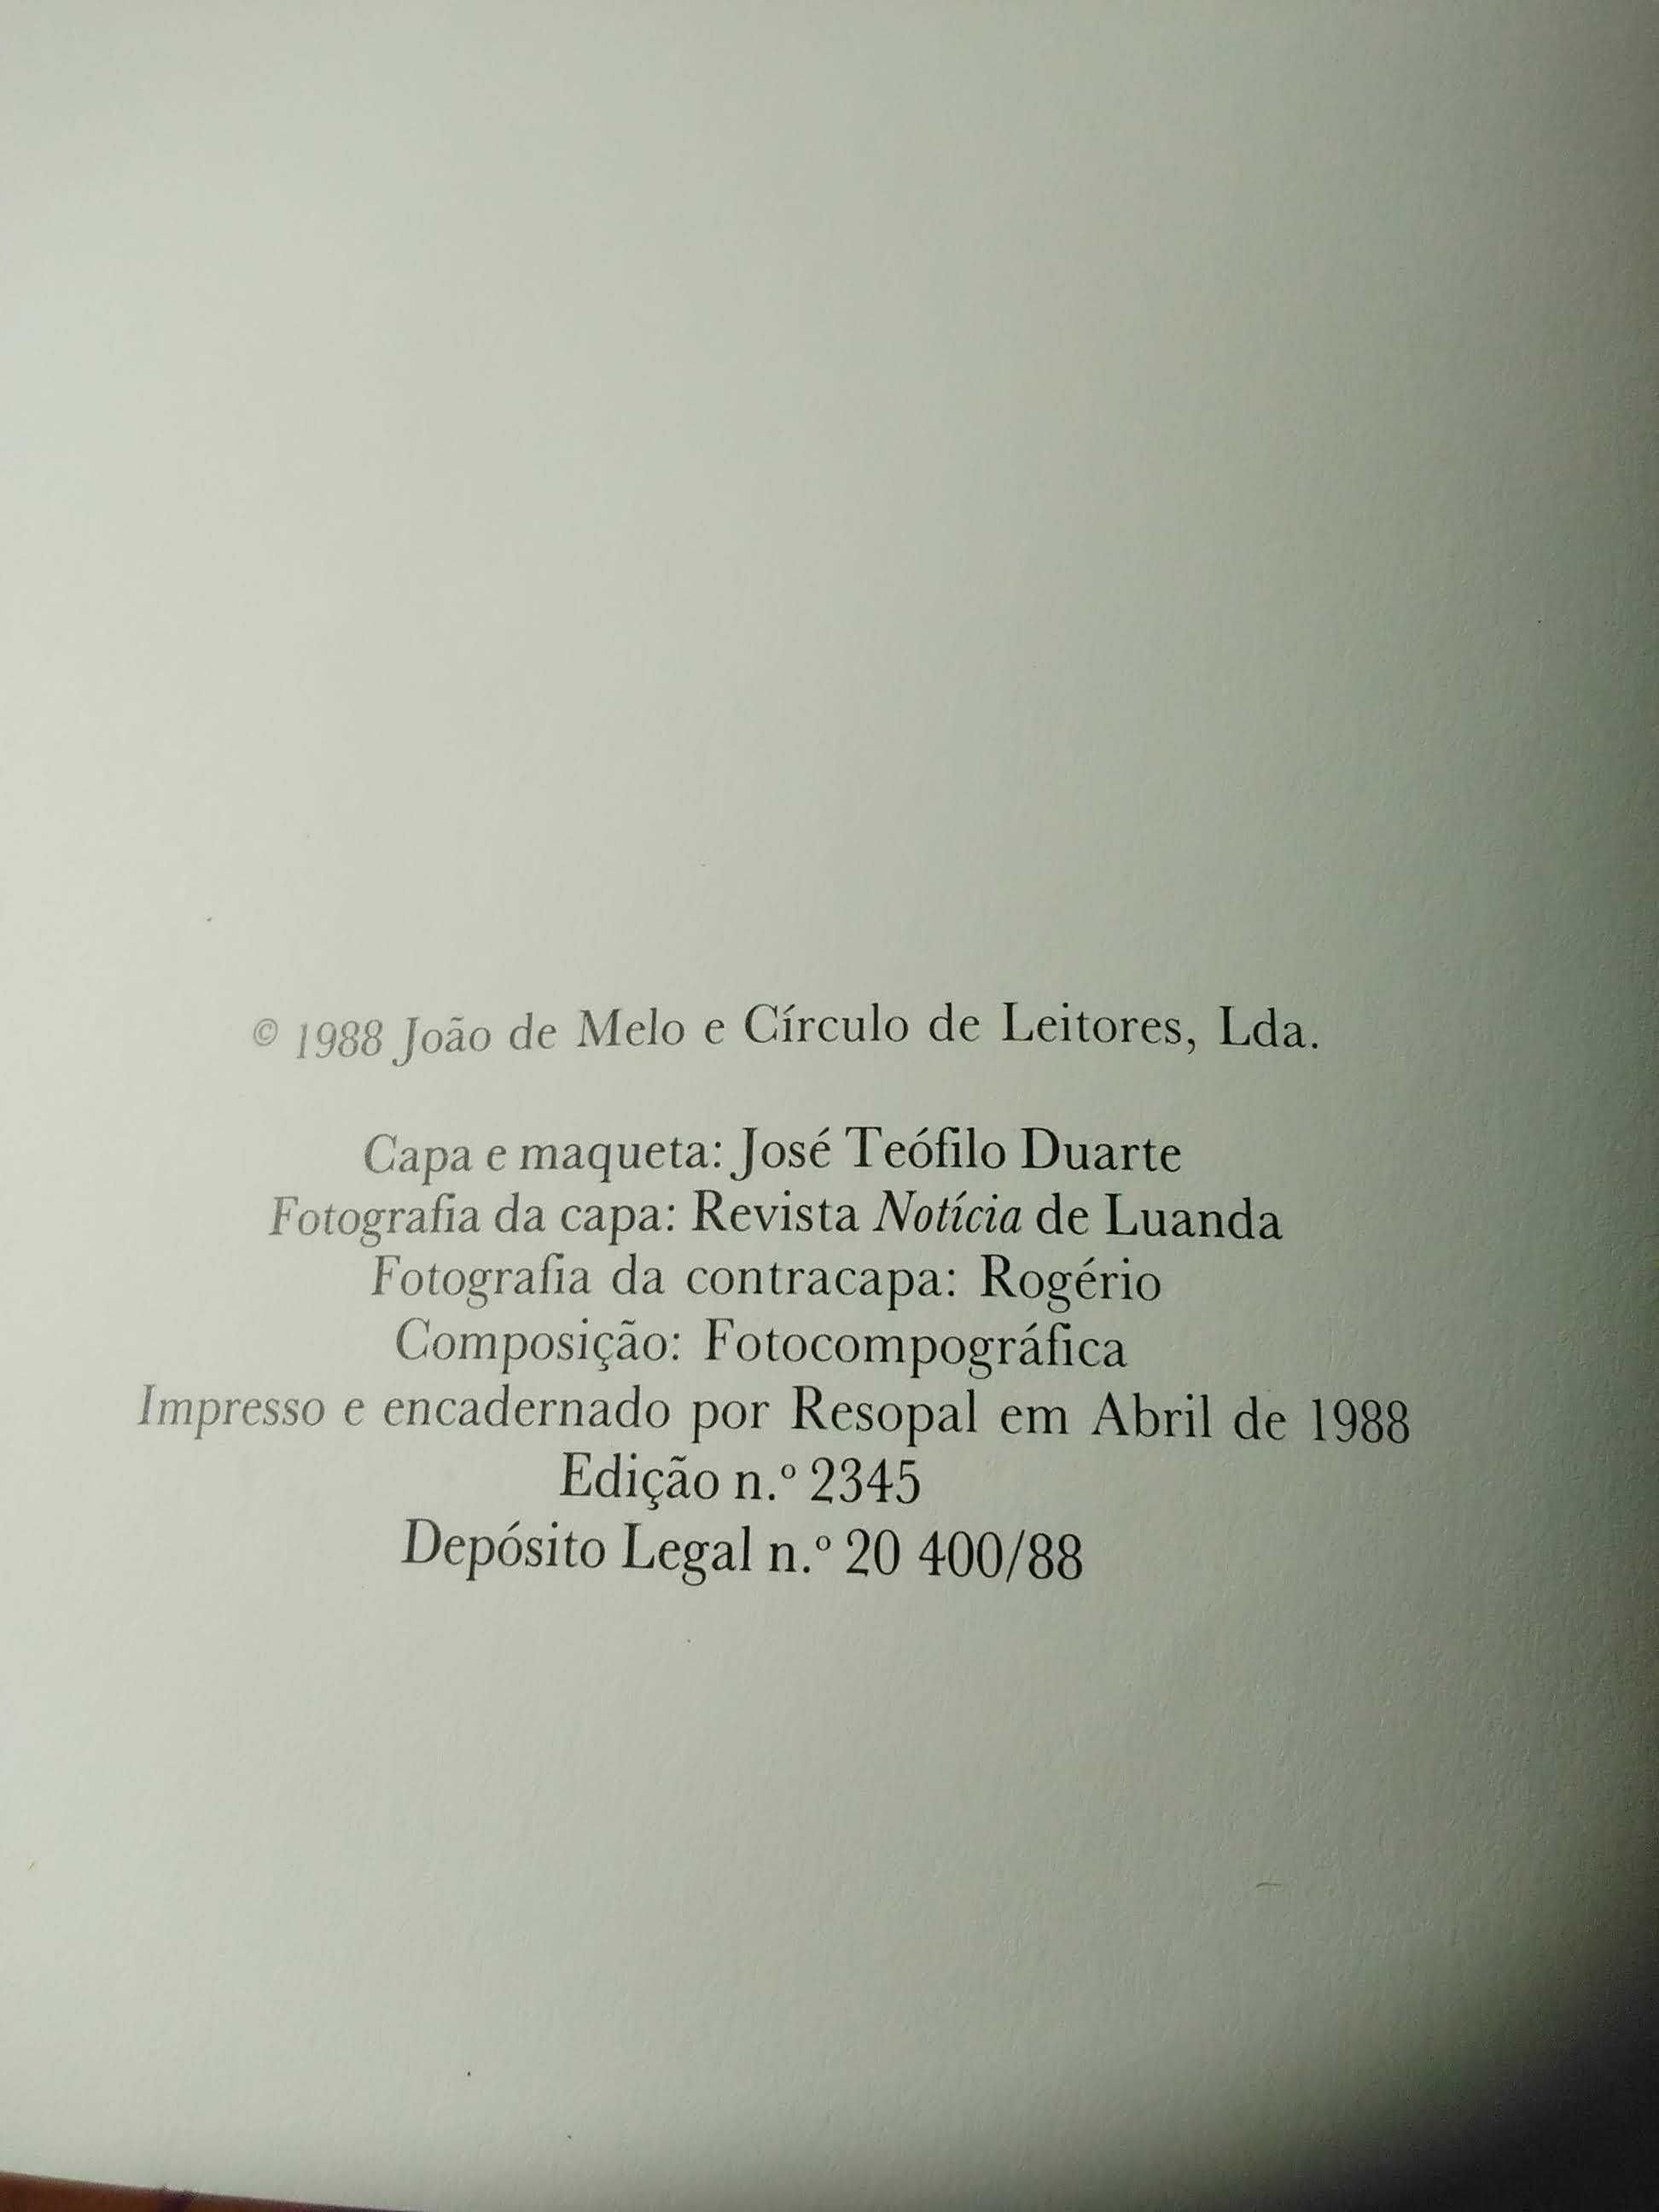 © 1988 João de Melo e Círculo de Leitores, Lda.
Capa e maqueta: José Teófilo Duarte
Fotografia da capa: Revista Notícia de Luanda
Fotografia da contracapa: Rogério
Composição: Fotocompográfica
Impresso e encadernado por Resopal em Abril de 1988
Edição n.º 2345
Depósito Legal n.º 20 400/88